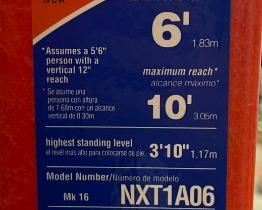 6'
1.83m
*Assumes a 5'6"
person with a
vertical 12"
reach
* Se asume una
persona con altura
de 1.68m con un alcance
vertical de 0.30m
maximum reach*
alcance máximo*
10'
3.05m
highest standing level
el nivel más alto para colocarse de pie:
3'10" 1.17m
Model Number/Número de modelo
Mk 16 NXT1A06